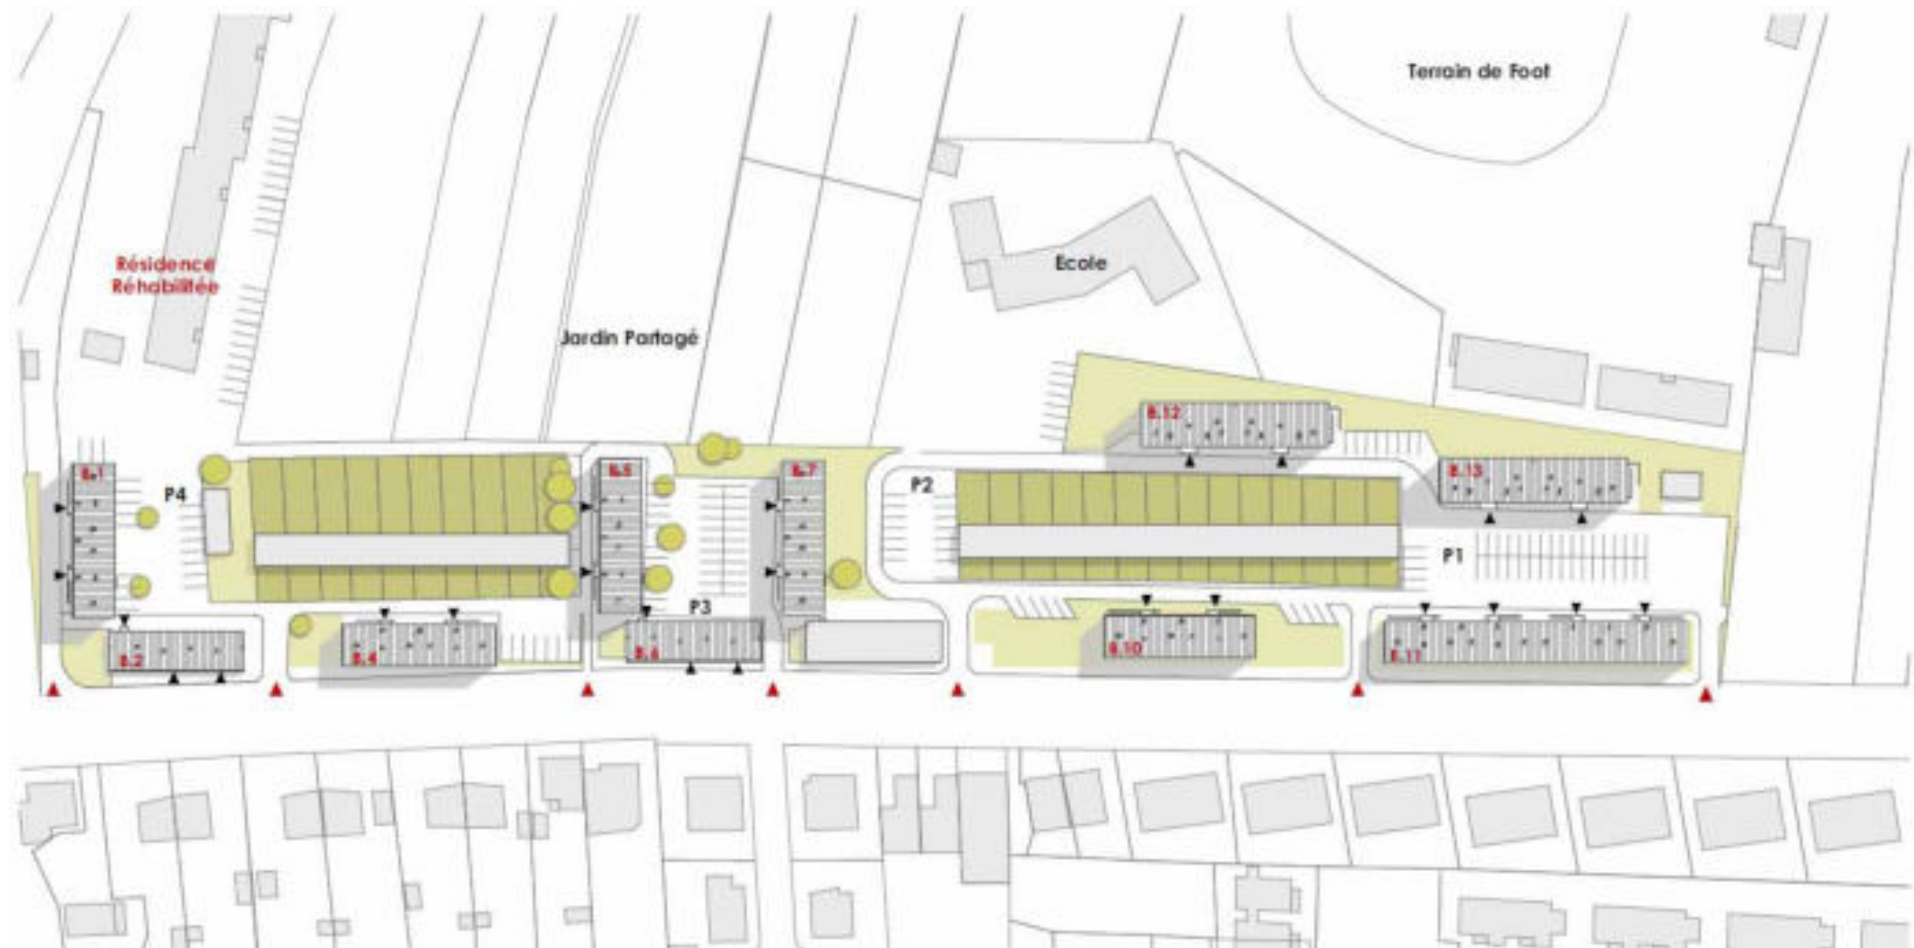 Terrain de Foot
Ecole
Résidence
Réhabilitée
Jardin Partagé
B.12
B.1
P4
B.5
B.7
P2
B.13
P1
P3
B.2
B.4
B.6
B.10
B.11